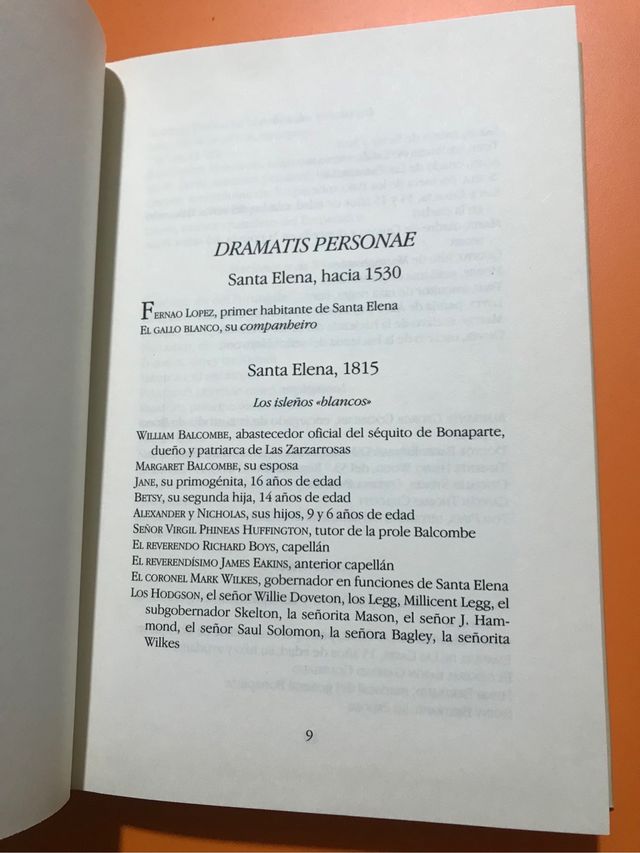 DRAMATIS PERSONAE
Santa Elena, hacia 1530
FERNAO LOPEZ, primer habitante de Santa Elena
EL GALLO BLANCO, su companheiro
Santa Elena, 1815
Los isleños «blancos»
WILLIAM BALCOMBE, abastecedor oficial del séquito de Bonaparte,
dueño y patriarca de Las Zarzarrosas
MARGARET BALCOMBE, su esposa
JANE, su primogénita, 16 años de edad
BETSY, su segunda hija, 14 años de edad
ALEXANDER y NICHOLAS, sus hijos, 9 y 6 años de edad
SEÑOR VIRGIL PHINEAS HUFFINGTON, tutor de la prole Balcombe
EL REVERENDO RICHARD BOYS, capellán
EL REVERENDÍSIMO JAMES EAKINS, anterior capellán
EL CORONEL MARK WILKES, gobernador en funciones de Santa Elena
LOS HODGSON, el señor Willie Doveton, los Legg, Millicent Legg, el
subgobernador Skelton, la señorita Mason, el señor J. Ham-
mond, el señor Saul Solomon, la señora Bagley, la señorita
Wilkes
9